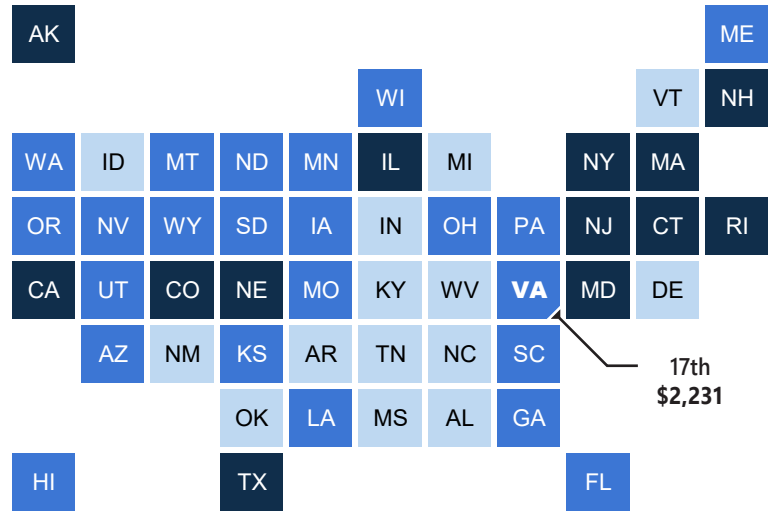 AK ME
WI VT NH
WA ID MT ND MN IL MI NY MA
OR NV WY SD IA IN OH PA NJ CT RI
CA UT CO NE MO KY WV VA MD DE
AZ NM KS AR TN NC SC
17th
$2,231
OK LA MS AL GA
HI TX FL